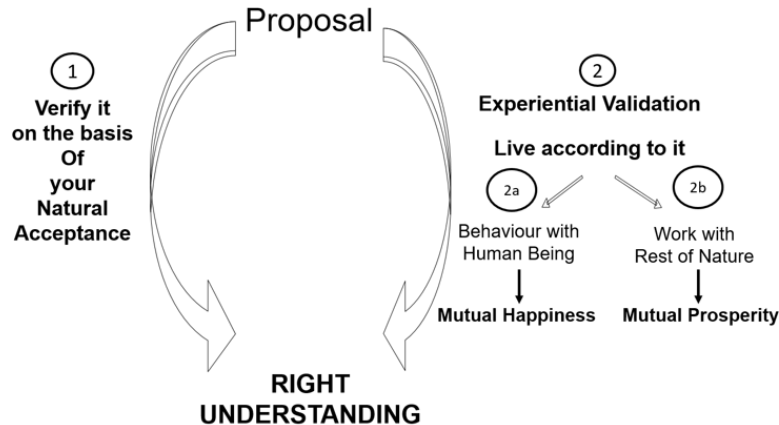 Proposal
1
Verify it
on the basis
Of
your
Natural
Acceptance
2
Experiential Validation
Live according to it
2a
Behaviour with
Human Being
Mutual Happiness
2b
Work with
Rest of Nature
Mutual Prosperity
RIGHT
UNDERSTANDING